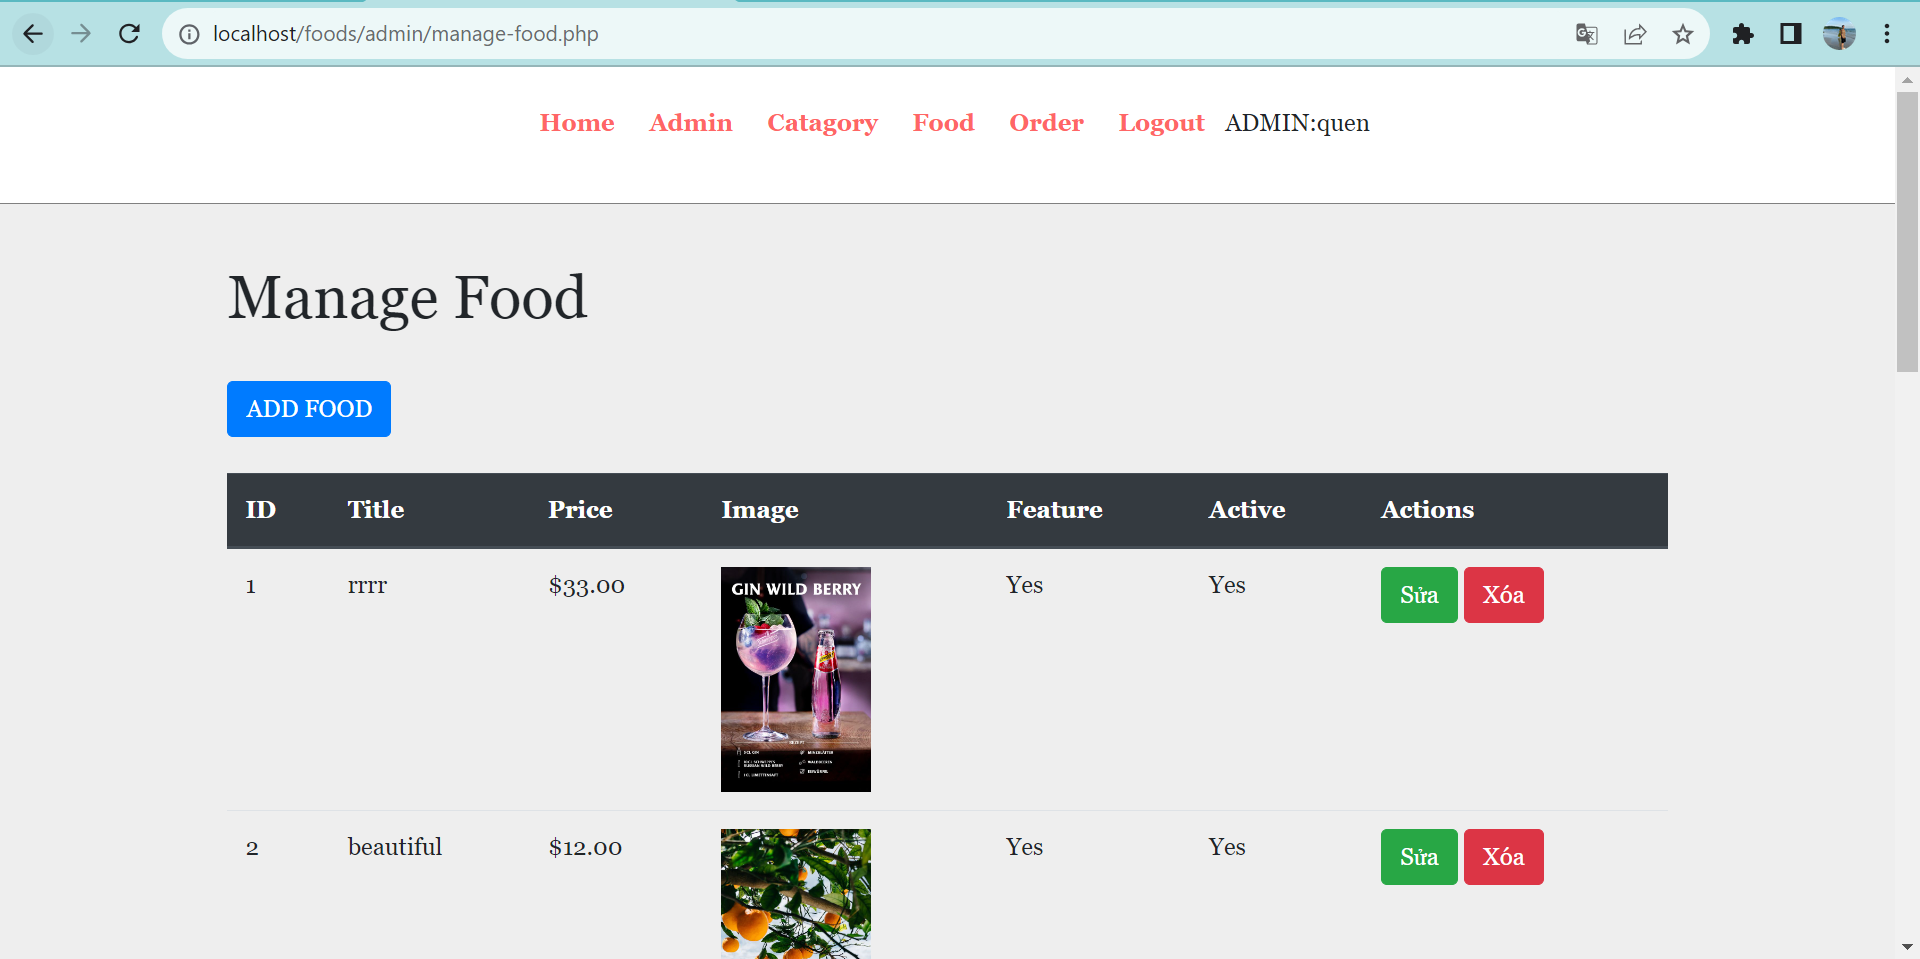 localhost/foods/admin/manage-food.php
Home Admin Catagory Food Order Logout ADMIN:quen
Manage Food
ADD FOOD
ID Title Price Image Feature Active Actions
1 rrrr $33.00 Yes Yes Sửa Xóa
GIN WILD BERRY
2 beautiful $12.00 Yes Yes Sửa Xóa